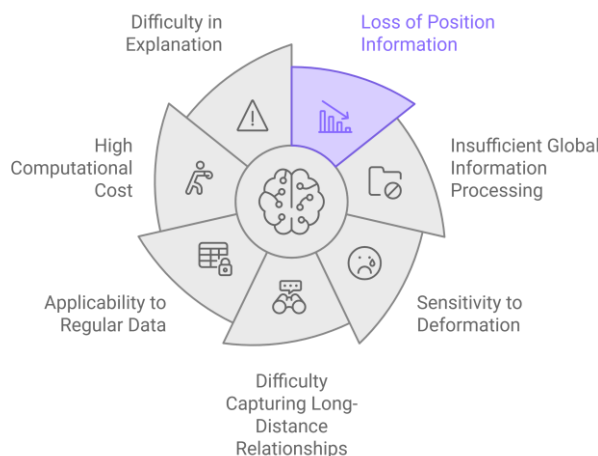 Difficulty in
Explanation
Loss of Position
Information
High
Computational
Cost
Insufficient Global
Information
Processing
Applicability to
Regular Data
Sensitivity to
Deformation
Difficulty
Capturing Long-
Distance
Relationships